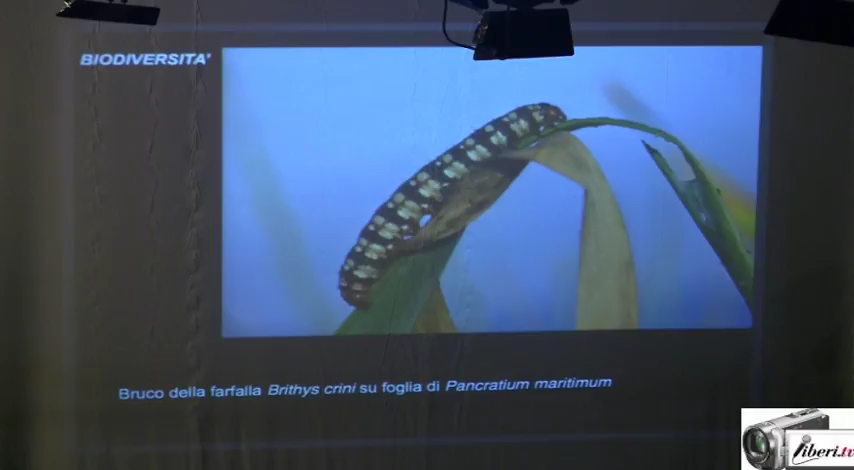 BIODIVERSITA'
Bruco della farfalla Brithys crini su foglia di Pancratium maritimum
liberi.tv